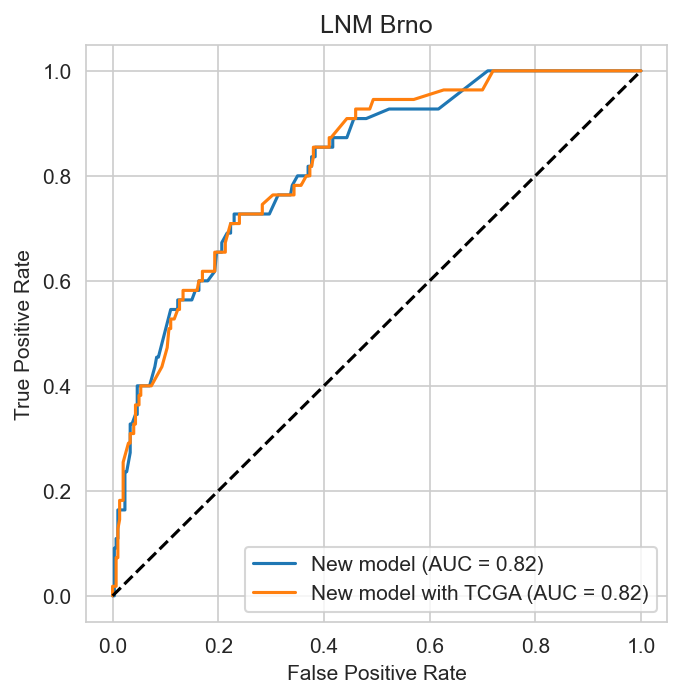 LNM Brno
1.0
0.8
0.6
0.4
0.2
0.0
True Positive Rate
New model (AUC = 0.82)
New model with TCGA (AUC = 0.82)
0.0 0.2 0.4 0.6 0.8 1.0
False Positive Rate